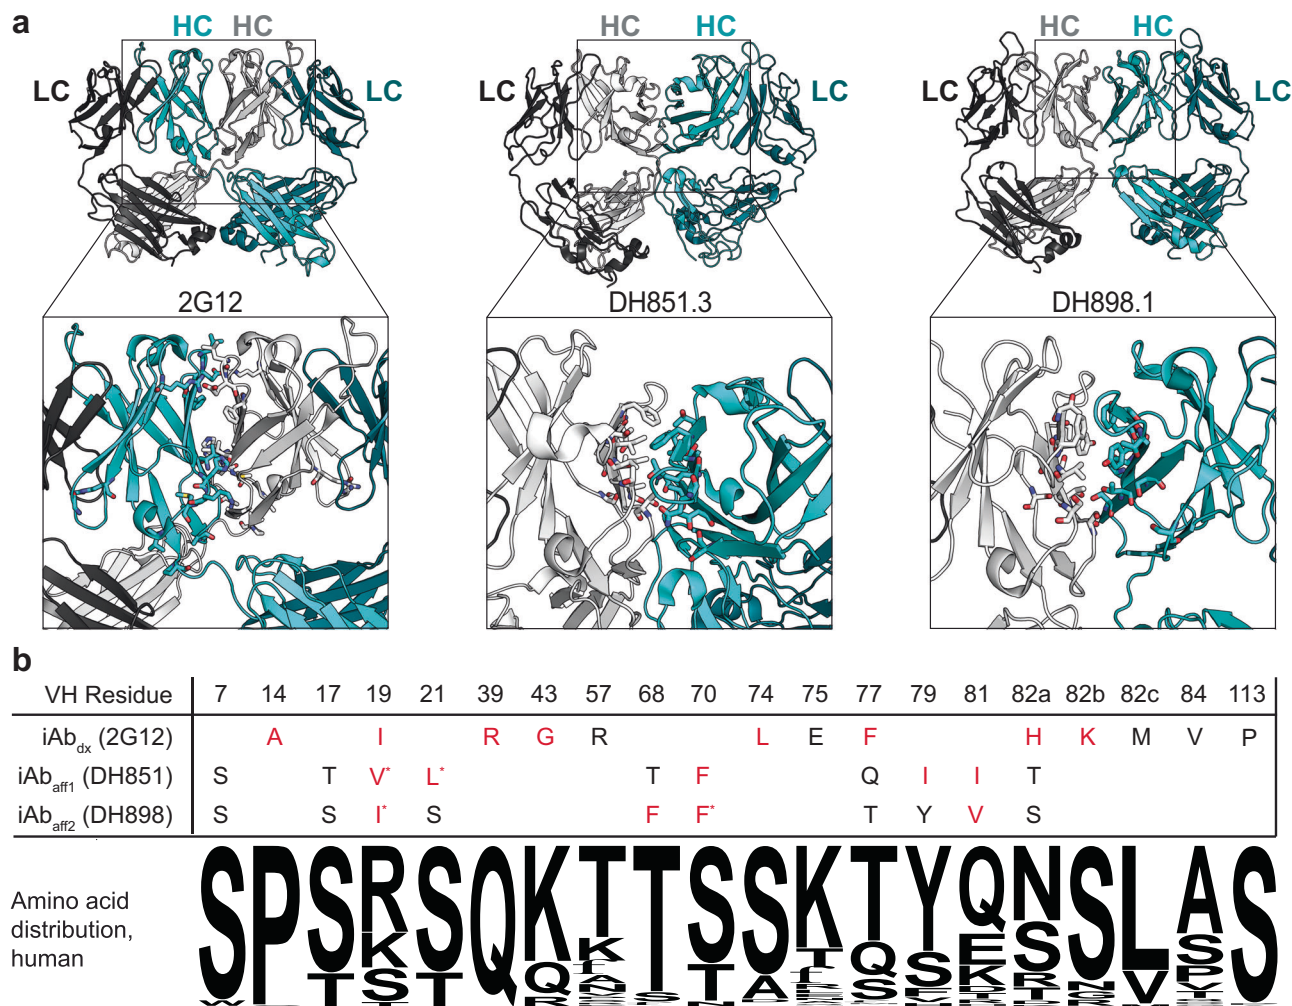 a
HC HC
HC HC
HC HC
LC LC
LC LC
LC LC
2G12
DH851.3
DH898.1
b
VH Residue 7 14 17 19 21 39 43 57 68 70 74 75 77 79 81 82a 82b 82c 84 113
iAbdx (2G12) A I R G R L E F H K M V P
iAbaff1 (DH851) S T V* L* T F Q I I T
iAbaff2 (DH898) S S I* S F F* T Y V S
Amino acid
distribution,
human
S P S R S Q K T T S S K T Y Q N S L A S
T K T Q K T A T Q S E S V S
S K R P